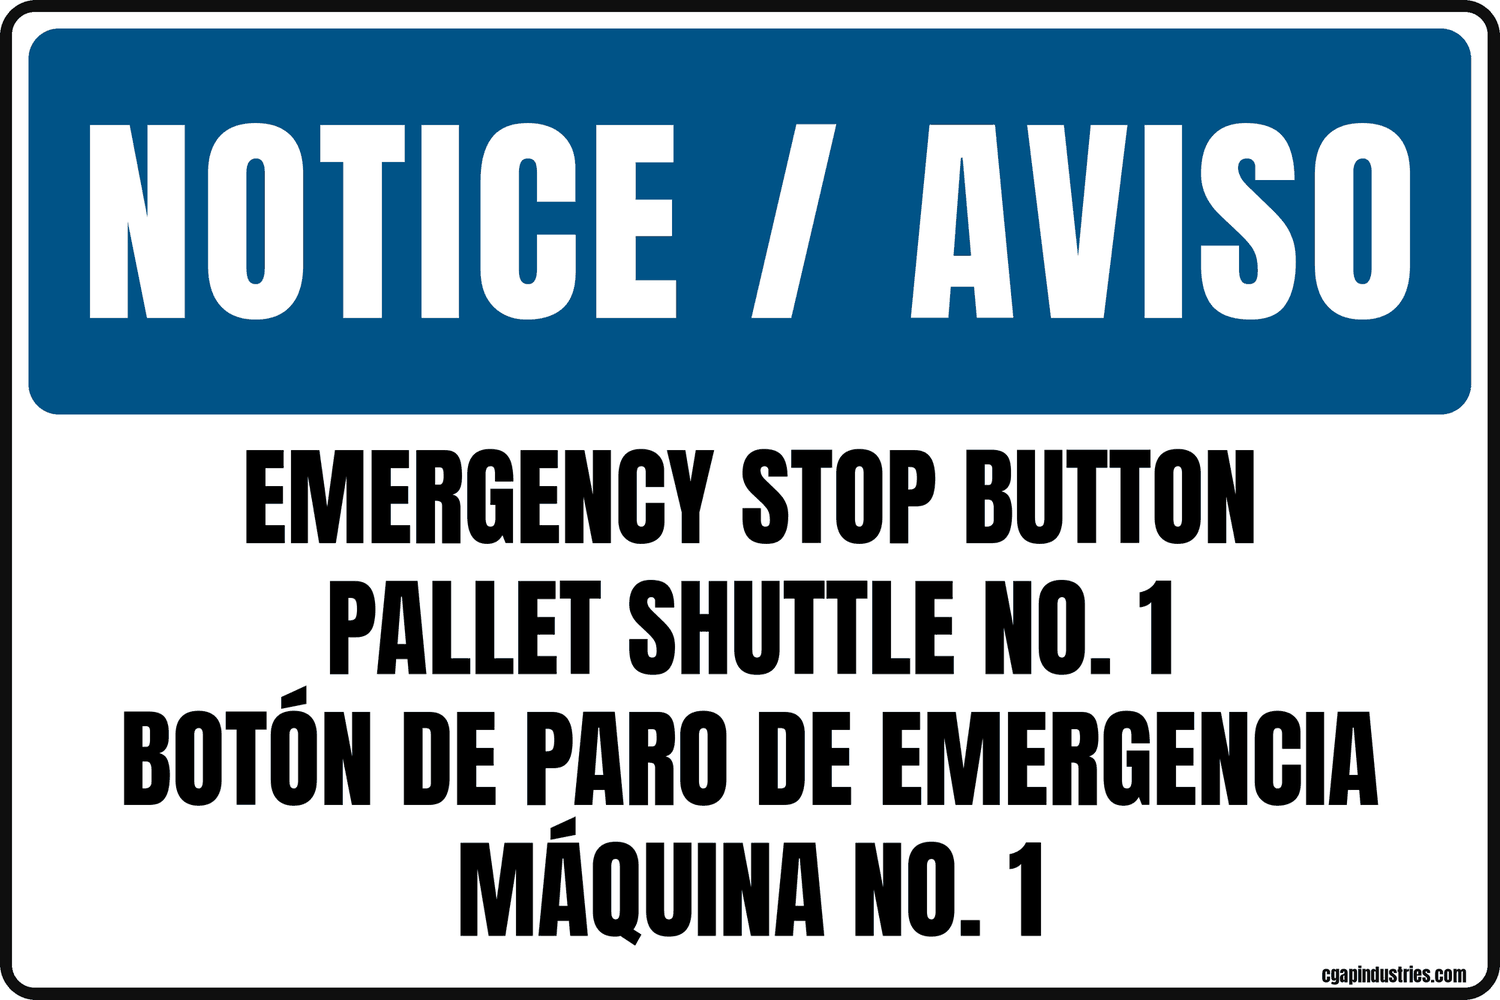 NOTICE / AVISO
EMERGENCY STOP BUTTON
PALLET SHUTTLE NO. 1
BOTÓN DE PARO DE EMERGENCIA
MÁQUINA NO. 1
cgapindustries.com